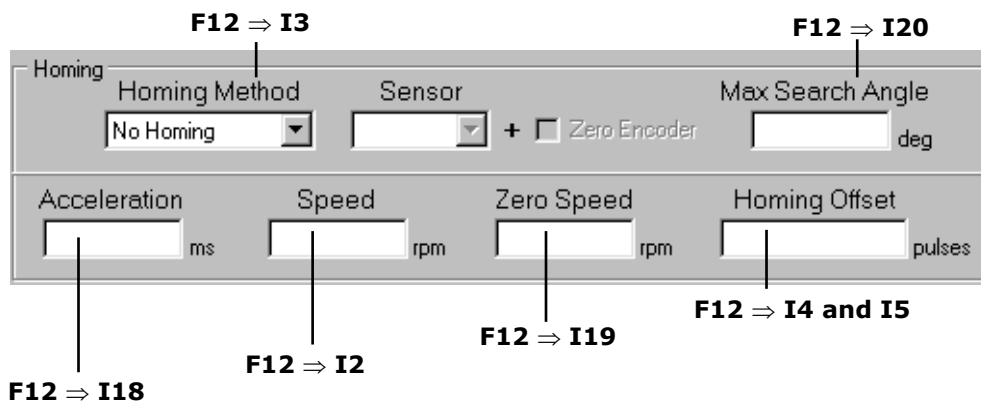 F12 ⇒ I3
F12 ⇒ I20
Homing
Homing Method Sensor Max Search Angle
No Homing + Zero Encoder deg
Acceleration Speed Zero Speed Homing Offset
ms rpm rpm pulses
F12 ⇒ I4 and I5
F12 ⇒ I19
F12 ⇒ I2
F12 ⇒ I18